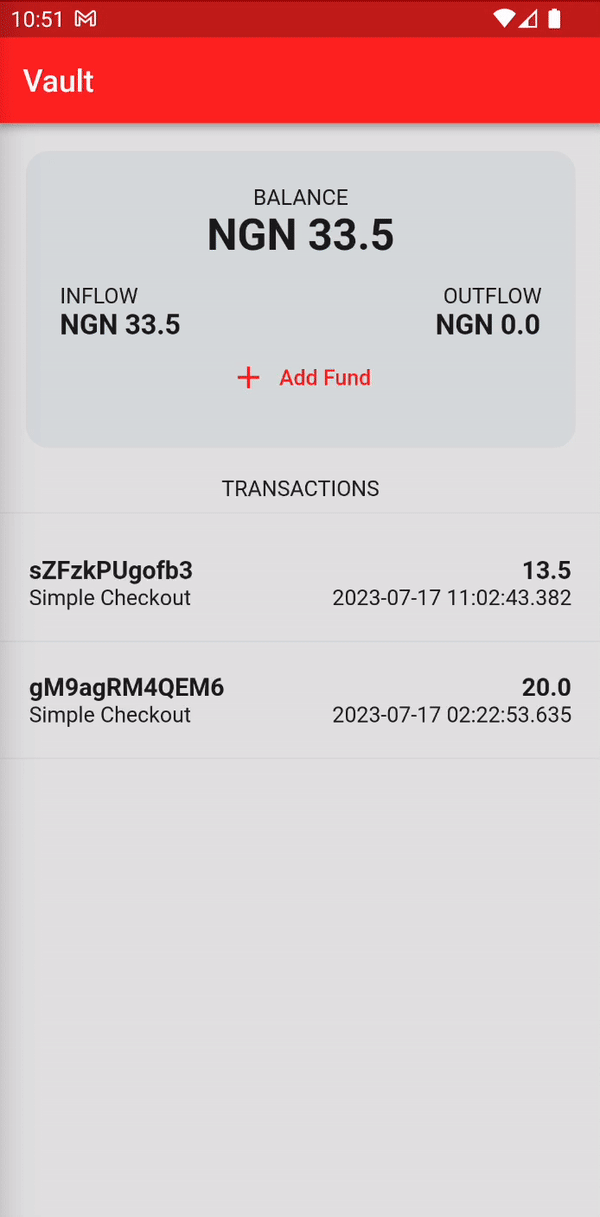 10:51
Vault
BALANCE
NGN 33.5
INFLOW OUTFLOW
NGN 33.5 NGN 0.0
+ Add Fund
TRANSACTIONS
sZFzkPUgofb3 13.5
Simple Checkout 2023-07-17 11:02:43.382
gM9agRM4QEM6 20.0
Simple Checkout 2023-07-17 02:22:53.635